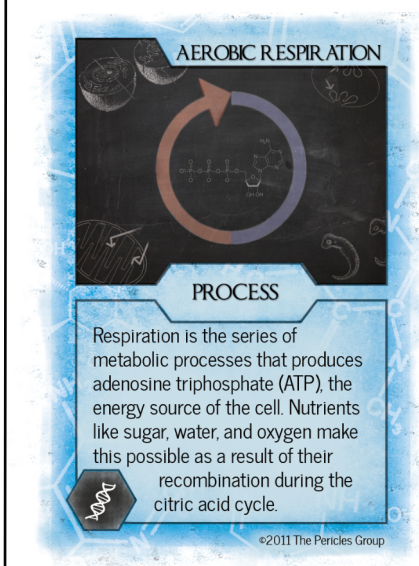 AEROBIC RESPIRATION
PROCESS
Respiration is the series of
metabolic processes that produces
adenosine triphosphate (ATP), the
energy source of the cell. Nutrients
like sugar, water, and oxygen make
this possible as a result of their
recombination during the
citric acid cycle.
©2011 The Pericles Group